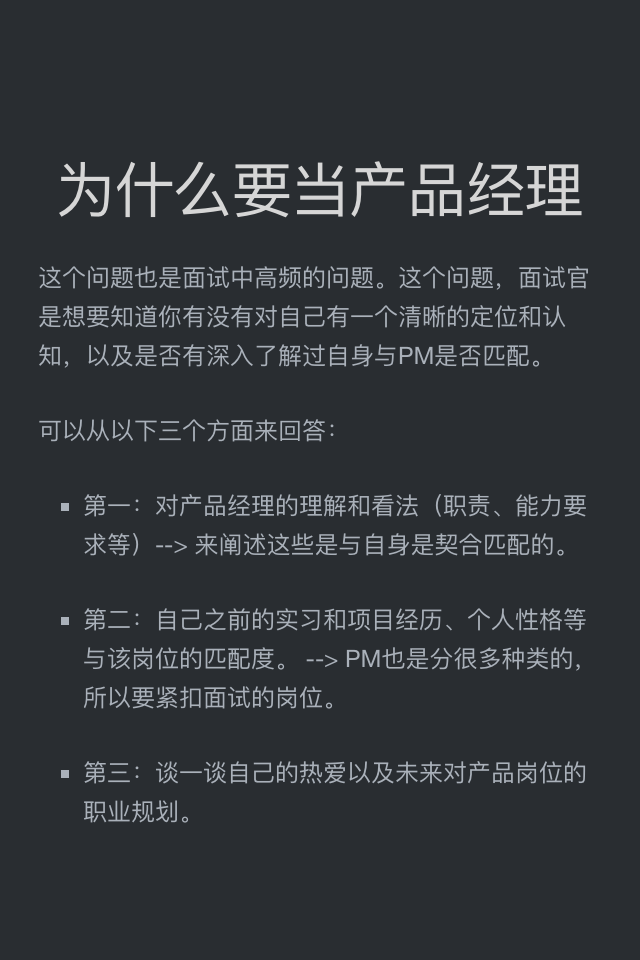 为什么要当产品经理
这个问题也是面试中高频的问题。这个问题，面试官
是想要知道你有没有对自己有一个清晰的定位和认
知，以及是否有深入了解过自身与PM是否匹配。
可以从以下三个方面来回答：
▪ 第一：对产品经理的理解和看法（职责、能力要
求等）--> 来阐述这些是与自身是契合匹配的。
▪ 第二：自己之前的实习和项目经历、个人性格等
与该岗位的匹配度。 --> PM也是分很多种类的，
所以要紧扣面试的岗位。
▪ 第三：谈一谈自己的热爱以及未来对产品岗位的
职业规划。